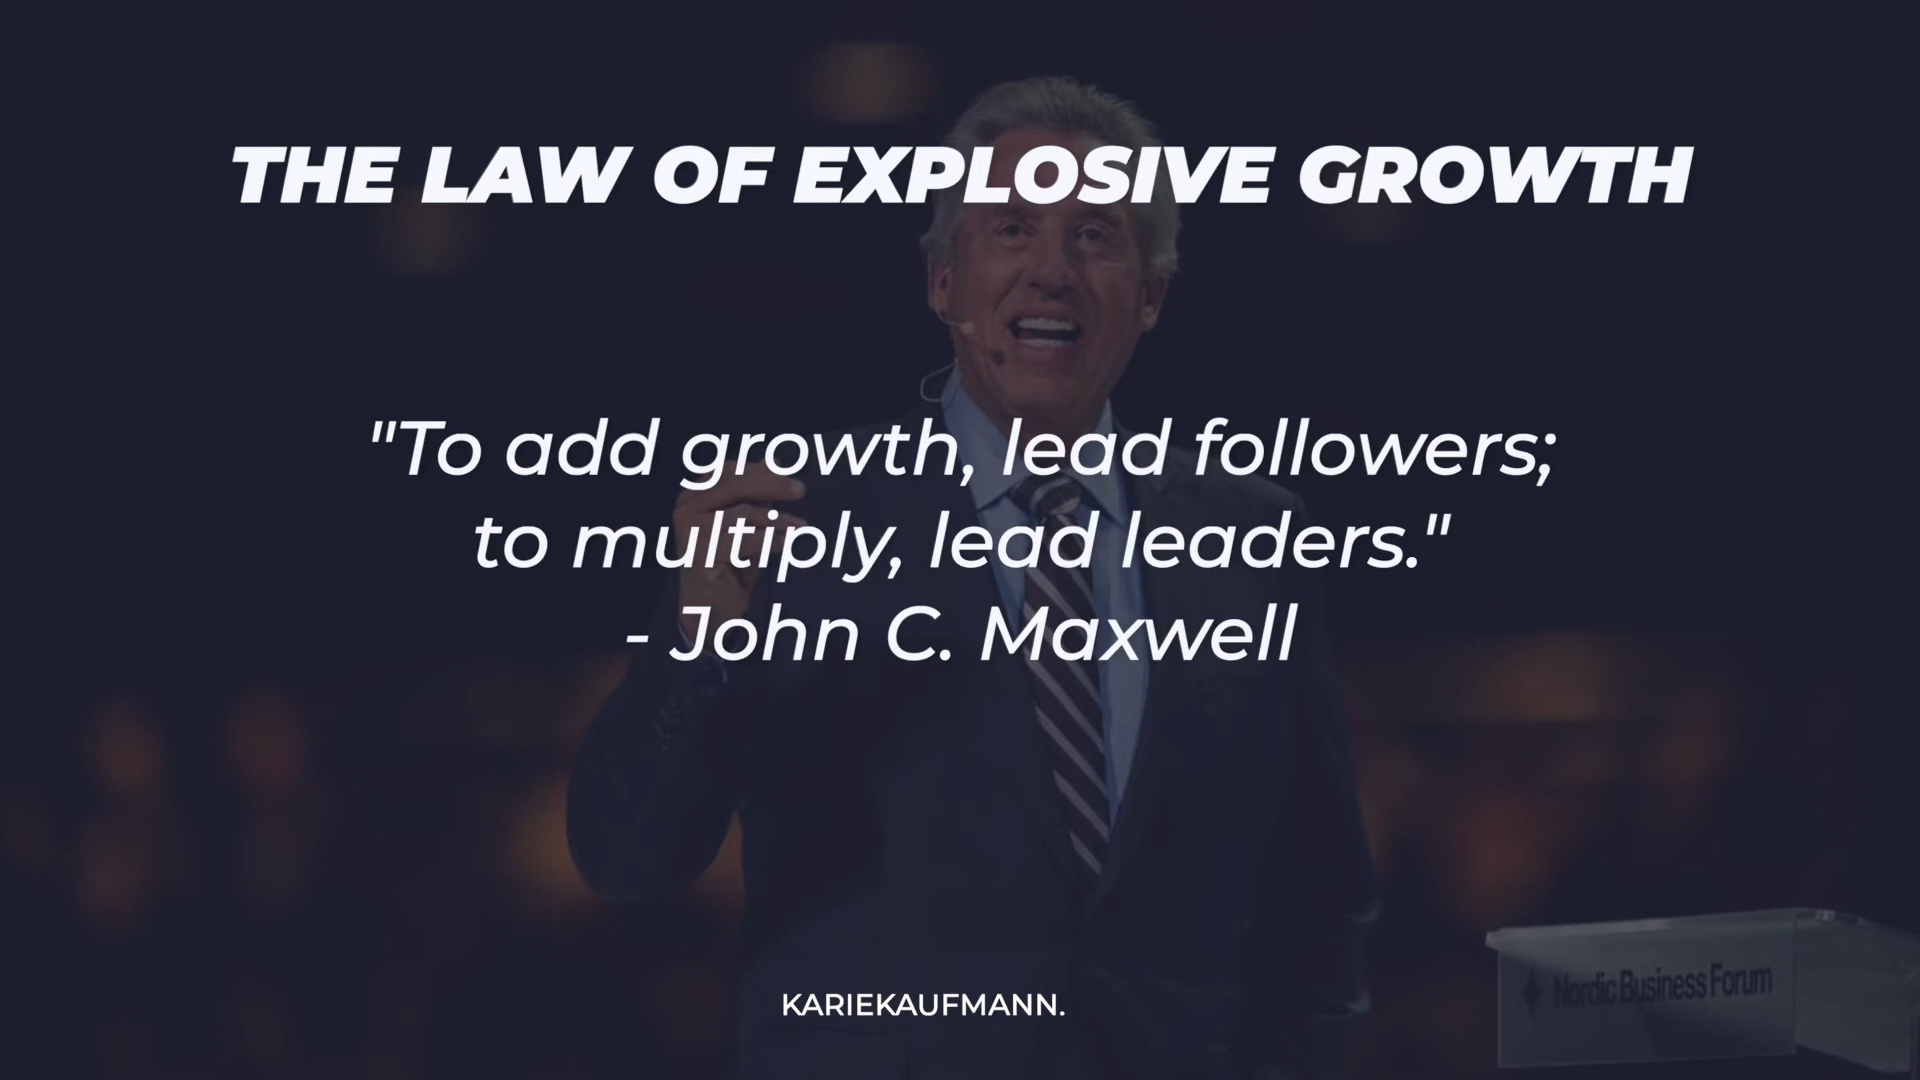 THE LAW OF EXPLOSIVE GROWTH
"To add growth, lead followers;
to multiply, lead leaders."
- John C. Maxwell
KARIEKAUFMANN.
Nordic Business Forum